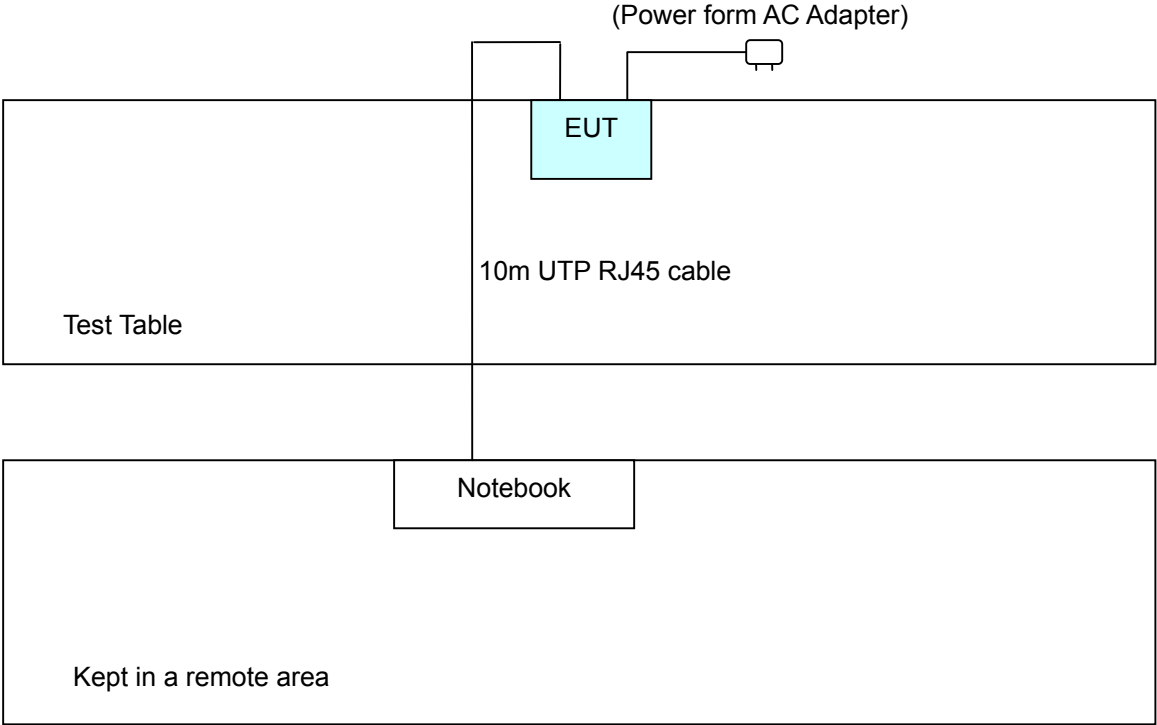 (Power form AC Adapter)
EUT
10m UTP RJ45 cable
Test Table
Notebook
Kept in a remote area